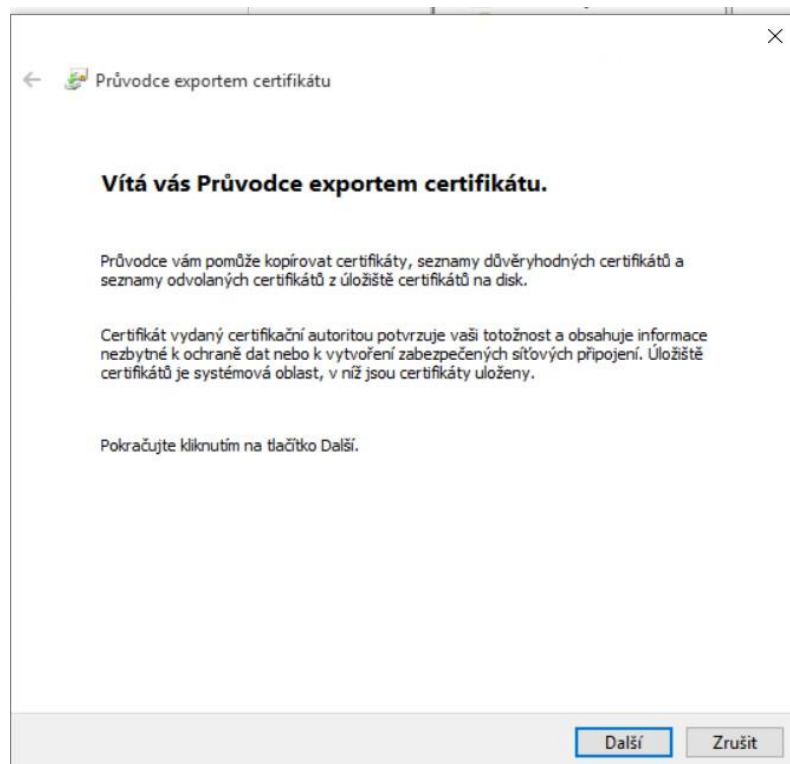 Průvodce exportem certifikátu
Vítá vás Průvodce exportem certifikátu.
Průvodce vám pomůže kopírovat certifikáty, seznamy důvěryhodných certifikátů a
seznamy odvolaných certifikátů z úložiště certifikátů na disk.
Certifikát vydaný certifikační autoritou potvrzuje vaši totožnost a obsahuje informace
nezbytné k ochraně dat nebo k vytvoření zabezpečených síťových připojení. Úložiště
certifikátů je systémová oblast, v níž jsou certifikáty uloženy.
Pokračujte kliknutím na tlačítko Další.
Další
Zrušit